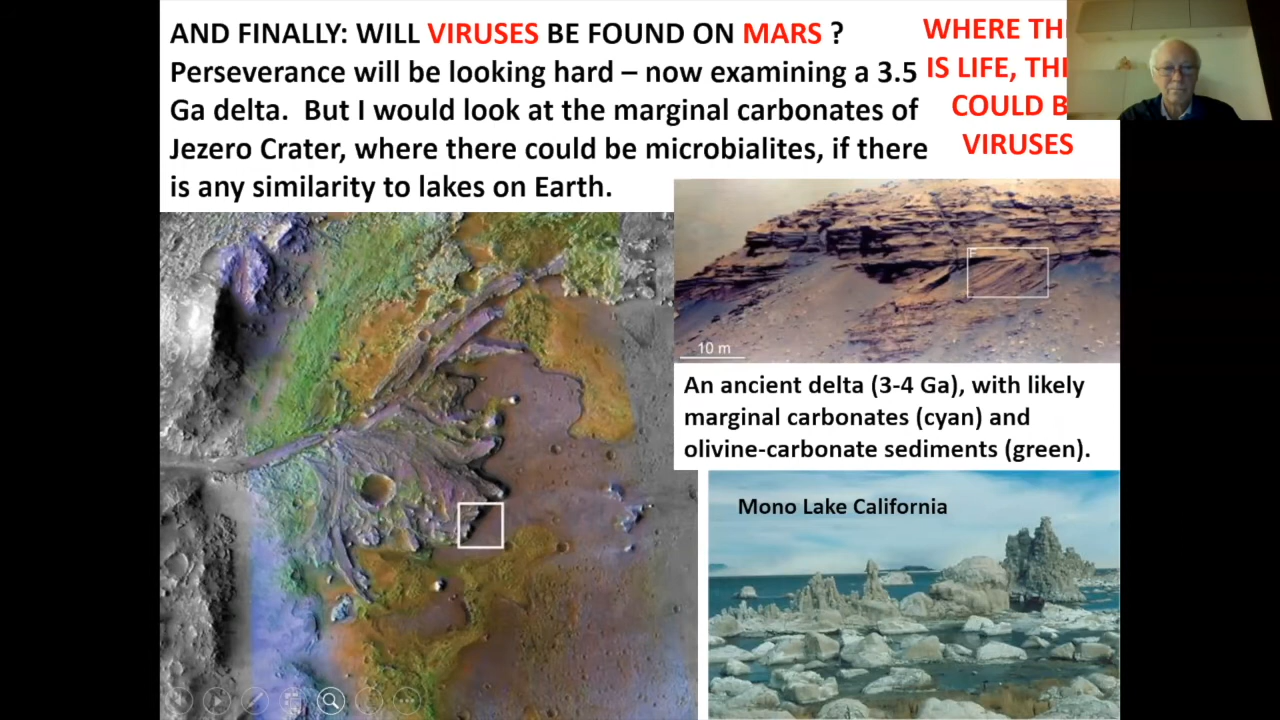 AND FINALLY: WILL VIRUSES BE FOUND ON MARS ?
Perseverance will be looking hard – now examining a 3.5
Ga delta. But I would look at the marginal carbonates of
Jezero Crater, where there could be microbialites, if there
is any similarity to lakes on Earth.
WHERE TH
IS LIFE, TH
COULD B
VIRUSES
F
10 m
An ancient delta (3-4 Ga), with likely
marginal carbonates (cyan) and
olivine-carbonate sediments (green).
Mono Lake California